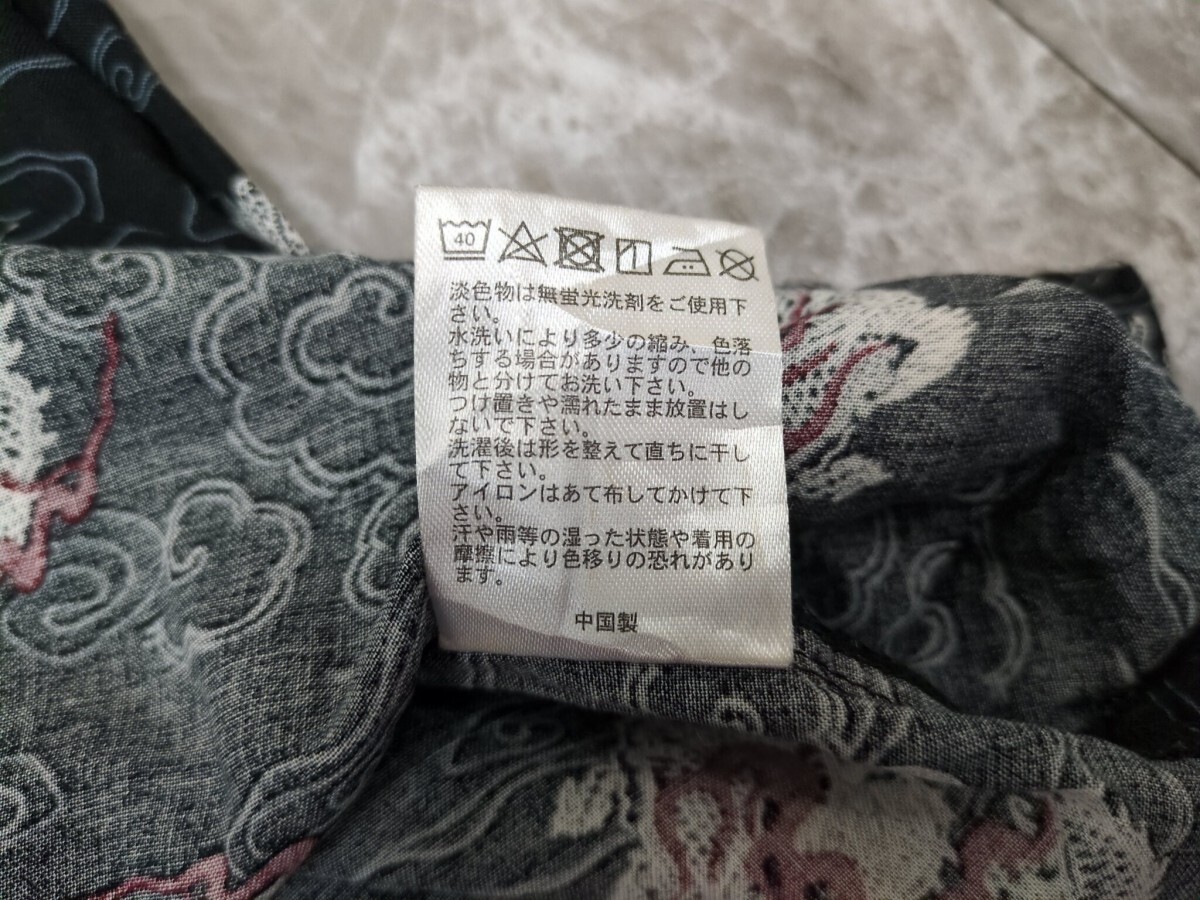 40
淡色物は無蛍光洗剤をご使用下
さい。
水洗いにより多少の縮み、色落
ちする場合がありますので他の
物と分けてお洗い下さい。
つけ置きや濡れたまま放置はし
ないで下さい。
洗濯後は形を整えて直ちに干し
て下さい。
アイロンはあて布してかけて下
さい。
汗や雨等の湿った状態や着用の
摩擦により色移りの恐れがあり
ます。
中国製